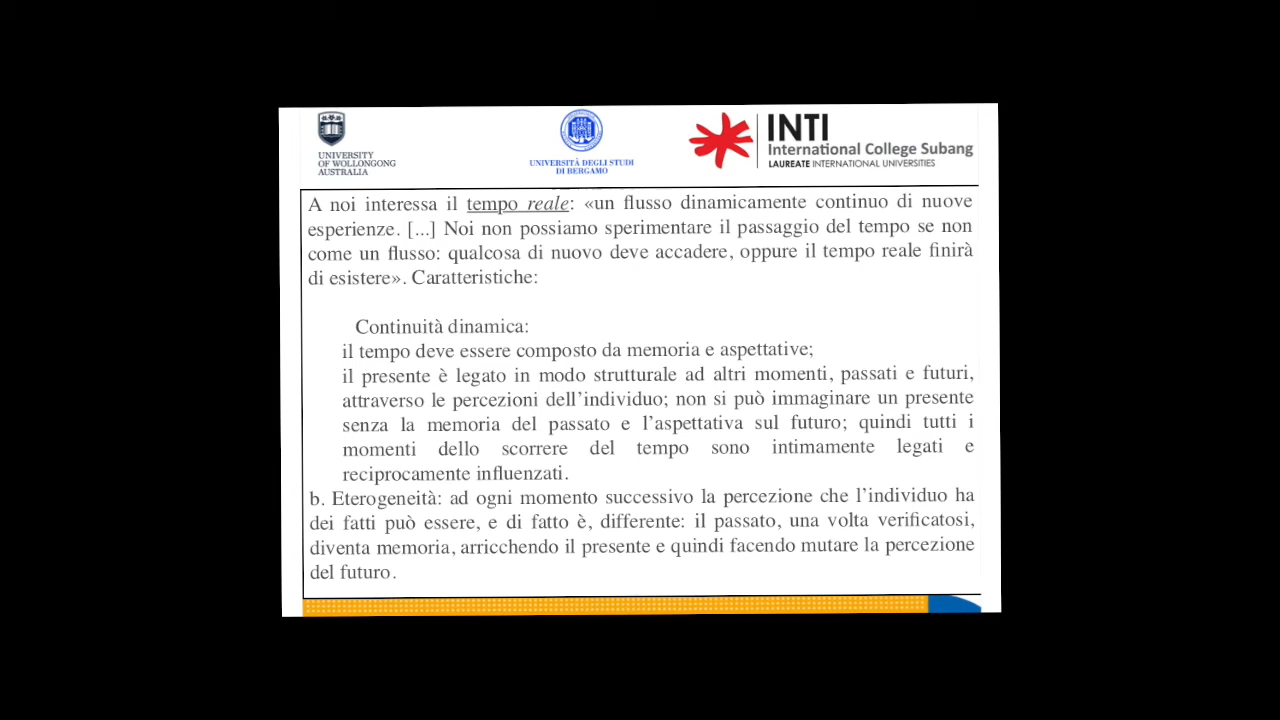 UNIVERSITY
OF WOLLONGONG
AUSTRALIA
UNIVERSITÀ DEGLI STUDI
DI BERGAMO
INTI
International College Subang
LAUREATE INTERNATIONAL UNIVERSITIES
A noi interessa il tempo reale: «un flusso dinamicamente continuo di nuove
esperienze. [...] Noi non possiamo sperimentare il passaggio del tempo se non
come un flusso: qualcosa di nuovo deve accadere, oppure il tempo reale finirà
di esistere». Caratteristiche:
Continuità dinamica:
il tempo deve essere composto da memoria e aspettative;
il presente è legato in modo strutturale ad altri momenti, passati e futuri,
attraverso le percezioni dell’individuo; non si può immaginare un presente
senza la memoria del passato e l’aspettativa sul futuro; quindi tutti i
momenti dello scorrere del tempo sono intimamente legati e
reciprocamente influenzati.
b. Eterogeneità: ad ogni momento successivo la percezione che l’individuo ha
dei fatti può essere, e di fatto è, differente: il passato, una volta verificatosi,
diventa memoria, arricchendo il presente e quindi facendo mutare la percezione
del futuro.